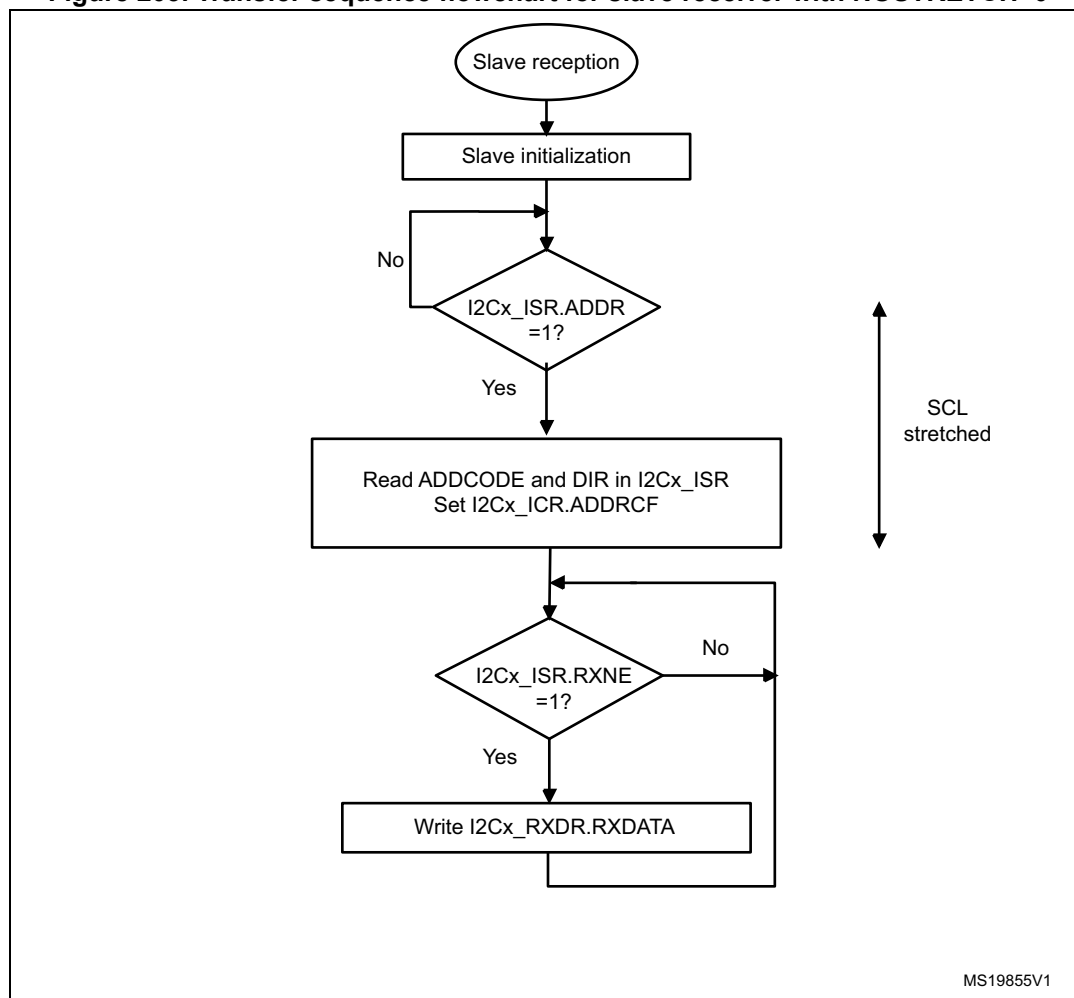 Slave reception
Slave initialization
No
I2Cx_ISR.ADDR
=1?
Yes
SCL
stretched
Read ADDCODE and DIR in I2Cx_ISR
Set I2Cx_ICR.ADDRCF
No
I2Cx_ISR.RXNE
=1?
Yes
Write I2Cx_RXDR.RXDATA
MS19855V1